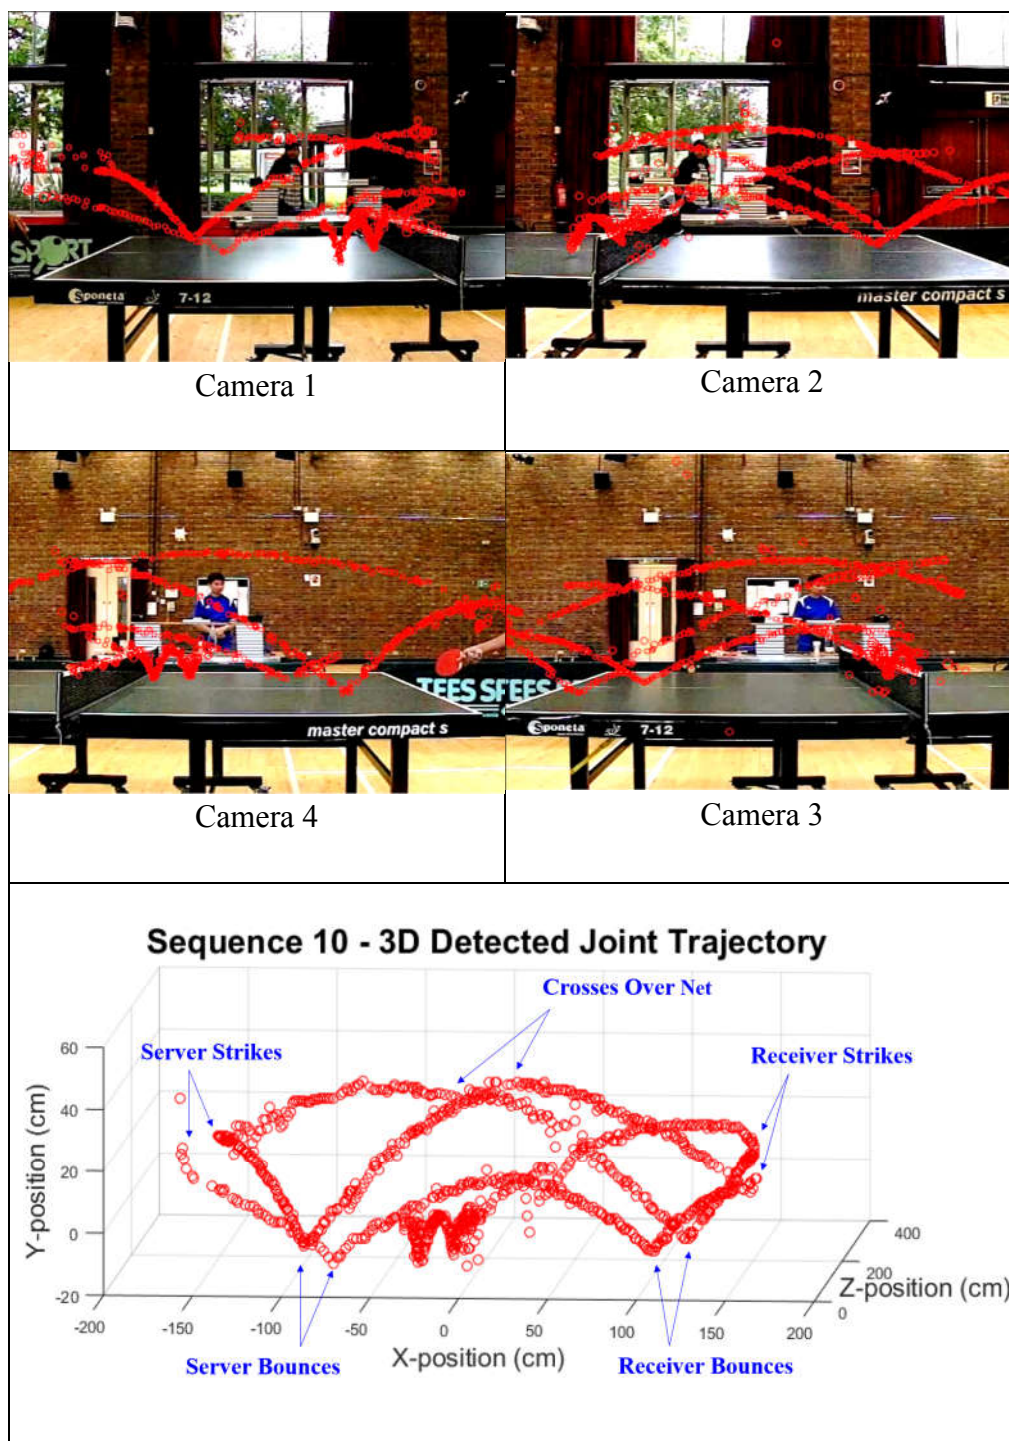 SPORT
Sponeta 7-12
master compact s
Camera 1
Camera 2
TEES SFEES S
master compact s
Sponeta 7-12
Camera 4
Camera 3
Sequence 10 - 3D Detected Joint Trajectory
Crosses Over Net
Server Strikes
Receiver Strikes
60
40
20
0
-20
Y-position (cm)
-200
-150
-100
-50
0
50
100
150
200
X-position (cm)
400
200
0
Z-position (cm)
Server Bounces
Receiver Bounces